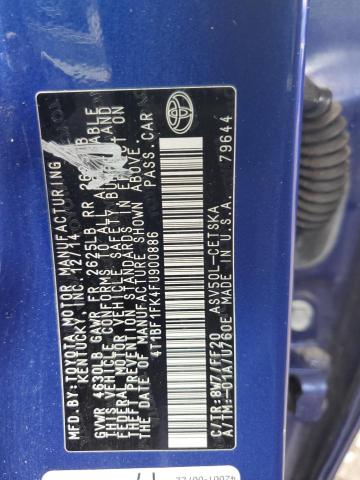 MFD.BY:TOYOTA MOTOR MANUFACTURING
KENTUCKY, INC. 12/14
GVWR 4630LB GAWR FR 2625LB RR
THIS VEHICLE CONFORMS TO ALL
FEDERAL MOTOR VEHICLE SAFETY, BUMPER, AND
THEFT PREVENTION STANDARDS IN EFFECT ON
THE DATE OF MANUFACTURE SHOWN ABOVE.
4T1BF1FK4FU900886 PASS.CAR
C/TR:8W7/FF20 ASV50L-CETSKA
A/TM:-01A/U760E MADE IN U.S.A. 79644